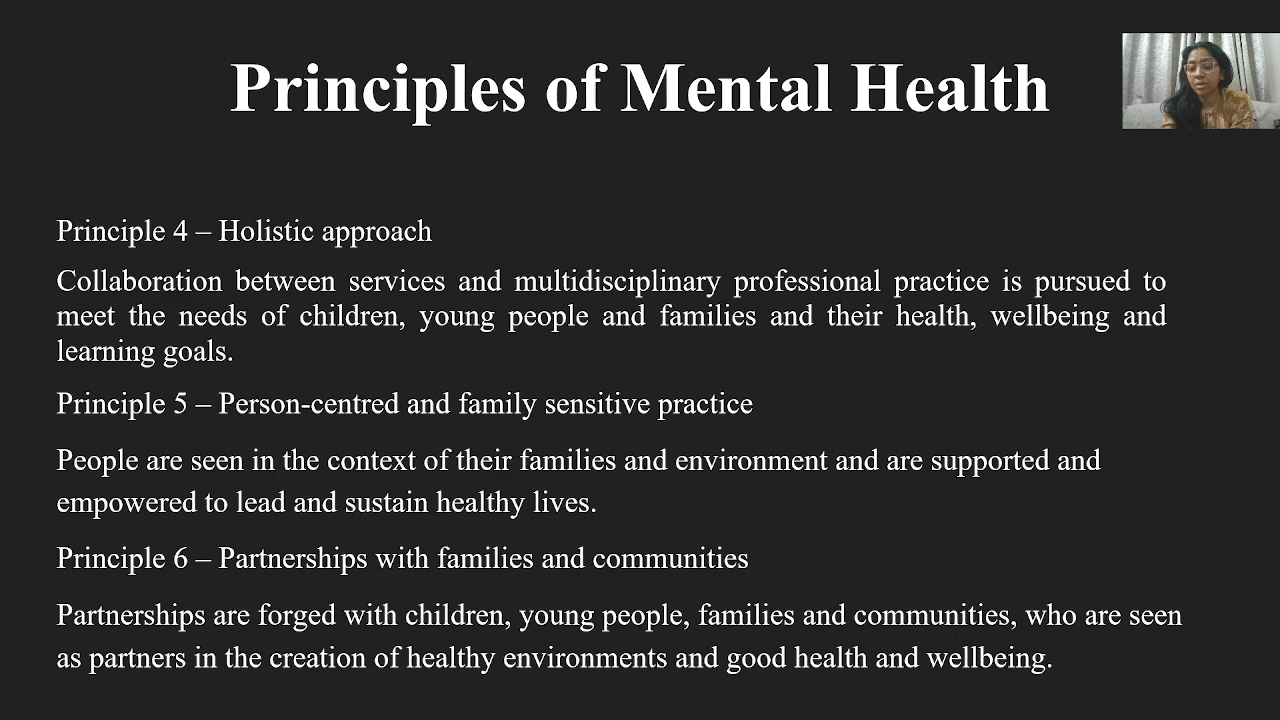 Principles of Mental Health
Principle 4 – Holistic approach
Collaboration between services and multidisciplinary professional practice is pursued to
meet the needs of children, young people and families and their health, wellbeing and
learning goals.
Principle 5 – Person-centred and family sensitive practice
People are seen in the context of their families and environment and are supported and
empowered to lead and sustain healthy lives.
Principle 6 – Partnerships with families and communities
Partnerships are forged with children, young people, families and communities, who are seen
as partners in the creation of healthy environments and good health and wellbeing.